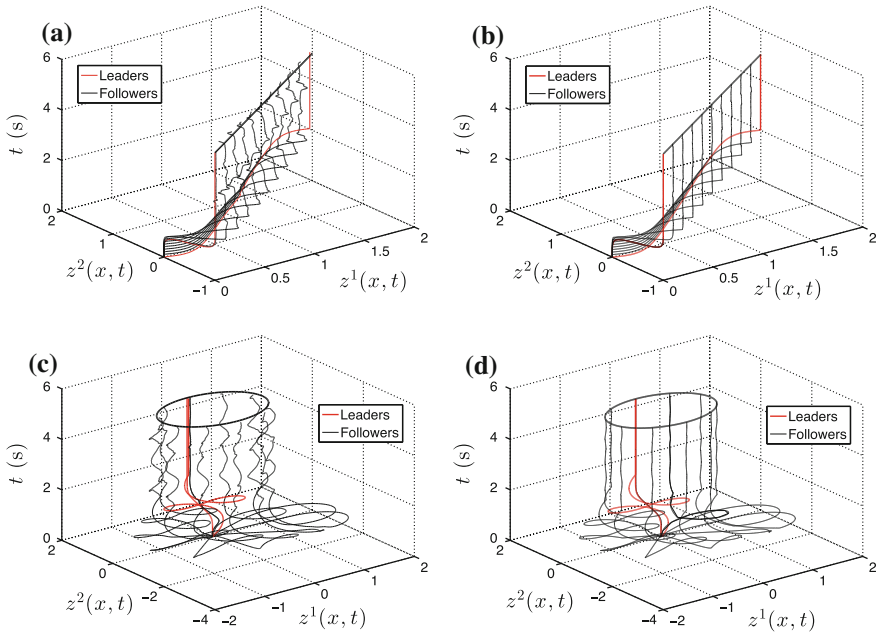 (a)
6
4
2
0
t (s)
Leaders
Followers
2
1
0
−1
z²(x, t)
0
0.5
1
1.5
2
z¹(x, t)
(b)
6
4
2
0
t (s)
Leaders
Followers
2
1
0
−1
z²(x, t)
0
0.5
1
1.5
2
z¹(x, t)
(c)
6
4
2
0
t (s)
Leaders
Followers
2
0
−2
−4
z²(x, t)
−2
−1
0
1
2
z¹(x, t)
(d)
6
4
2
0
t (s)
Leaders
Followers
2
0
−2
−4
z²(x, t)
−2
−1
0
1
2
z¹(x, t)